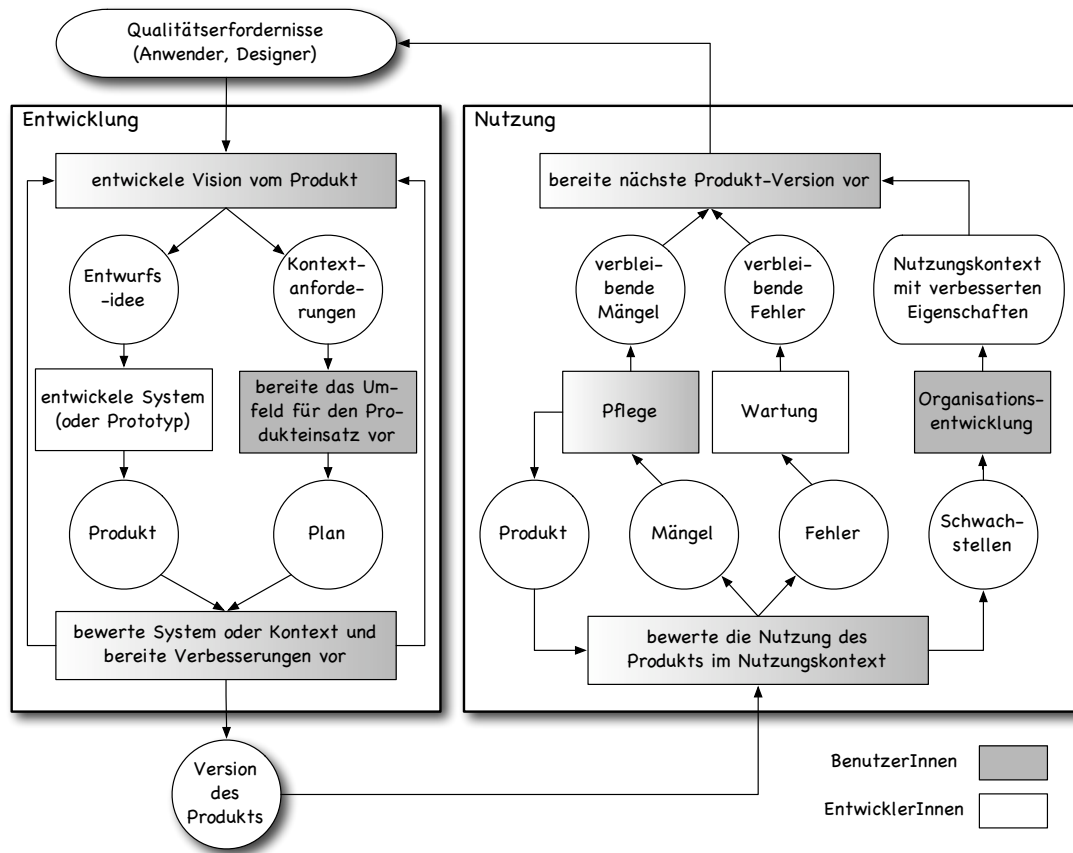 Qualitätserfordernisse
(Anwender, Designer)
Entwicklung
entwickele Vision vom Produkt
Entwurfs
-idee
Kontext-
anforde-
rungen
entwickele System
(oder Prototyp)
bereite das Um-
feld für den Pro-
dukteinsatz vor
Produkt
Plan
bewerte System oder Kontext und
bereite Verbesserungen vor
Version
des
Produkts
Nutzung
bereite nächste Produkt-Version vor
verblei-
bende
Mängel
verblei-
bende
Fehler
Nutzungskontext
mit verbesserten
Eigenschaften
Pflege
Wartung
Organisations-
entwicklung
Produkt
Mängel
Fehler
Schwach-
stellen
bewerte die Nutzung des
Produkts im Nutzungskontext
BenutzerInnen
EntwicklerInnen